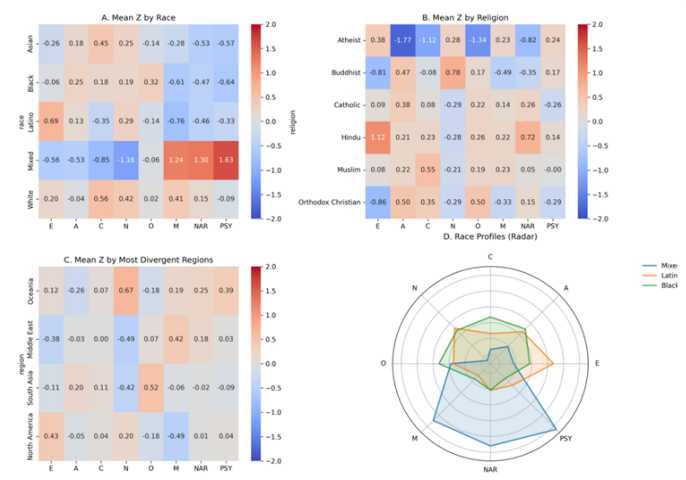 A. Mean Z by Race
Asian -0.26 0.18 0.45 0.25 -0.14 -0.28 -0.53 -0.57
Black -0.06 0.25 0.18 0.19 0.32 -0.61 -0.47 -0.64
Latino 0.69 0.13 -0.35 0.29 -0.14 -0.76 -0.46 -0.33
Mixed -0.56 -0.53 -0.85 -1.16 -0.06 1.24 1.30 1.63
White 0.20 -0.04 0.56 0.42 0.02 0.41 0.15 -0.09
E A C N O M NAR PSY
race
2.0
1.5
1.0
0.5
0.0
-0.5
-1.0
-1.5
-2.0
B. Mean Z by Religion
Atheist 0.38 -1.77 -1.12 0.28 -1.34 0.23 -0.82 0.24
Buddhist -0.81 0.47 -0.08 0.78 0.17 -0.49 -0.35 0.17
Catholic 0.09 0.38 0.08 -0.29 0.22 0.14 0.26 -0.26
Hindu 1.12 0.21 0.23 -0.28 0.26 0.22 0.72 0.14
Muslim 0.08 0.22 0.55 -0.21 0.19 0.23 0.05 -0.00
Orthodox Christian -0.86 0.50 0.35 -0.29 0.50 -0.33 0.15 -0.29
E A C N O M NAR PSY
religion
2.0
1.5
1.0
0.5
0.0
-0.5
-1.0
-1.5
-2.0
C. Mean Z by Most Divergent Regions
Oceania 0.12 -0.26 0.07 0.67 -0.18 0.19 0.25 0.39
Middle East -0.38 -0.03 0.00 -0.49 0.07 0.42 0.18 0.03
South Asia -0.11 0.20 0.11 -0.42 0.52 -0.06 -0.02 -0.09
North America 0.43 -0.05 0.04 0.20 -0.18 -0.49 0.01 0.04
E A C N O M NAR PSY
region
2.0
1.5
1.0
0.5
0.0
-0.5
-1.0
-1.5
-2.0
D. Race Profiles (Radar)
C
N A
O E
M PSY
NAR
Black